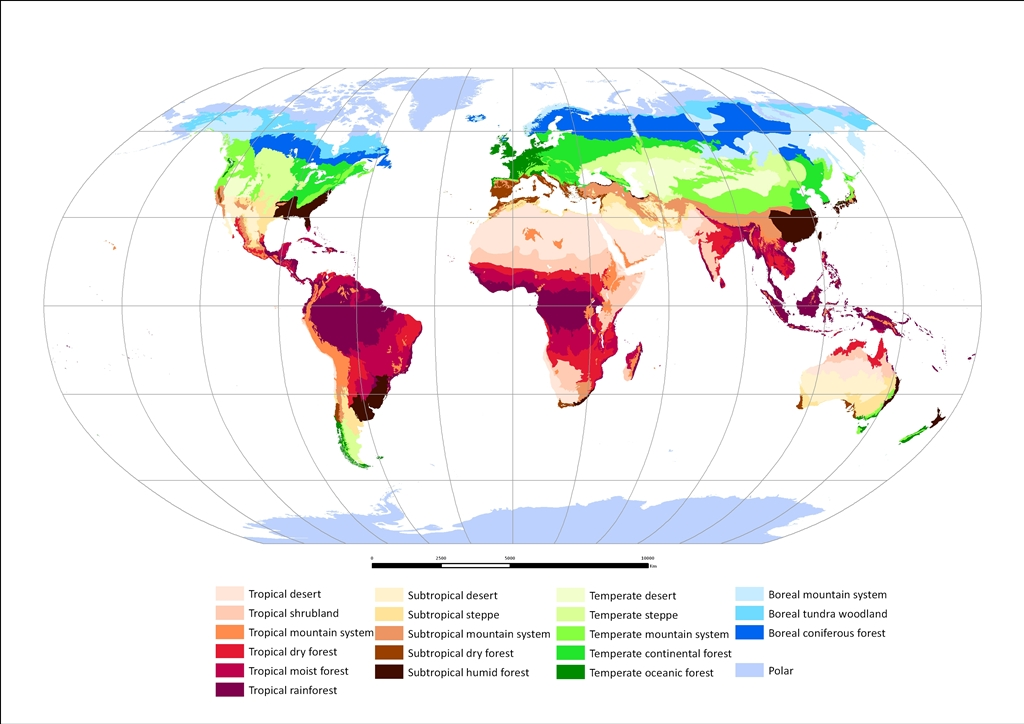 0 2500 5000 10000
Km
Tropical desert
Tropical shrubland
Tropical mountain system
Tropical dry forest
Tropical moist forest
Tropical rainforest
Subtropical desert
Subtropical steppe
Subtropical mountain system
Subtropical dry forest
Subtropical humid forest
Temperate desert
Temperate steppe
Temperate mountain system
Temperate continental forest
Temperate oceanic forest
Boreal mountain system
Boreal tundra woodland
Boreal coniferous forest
Polar